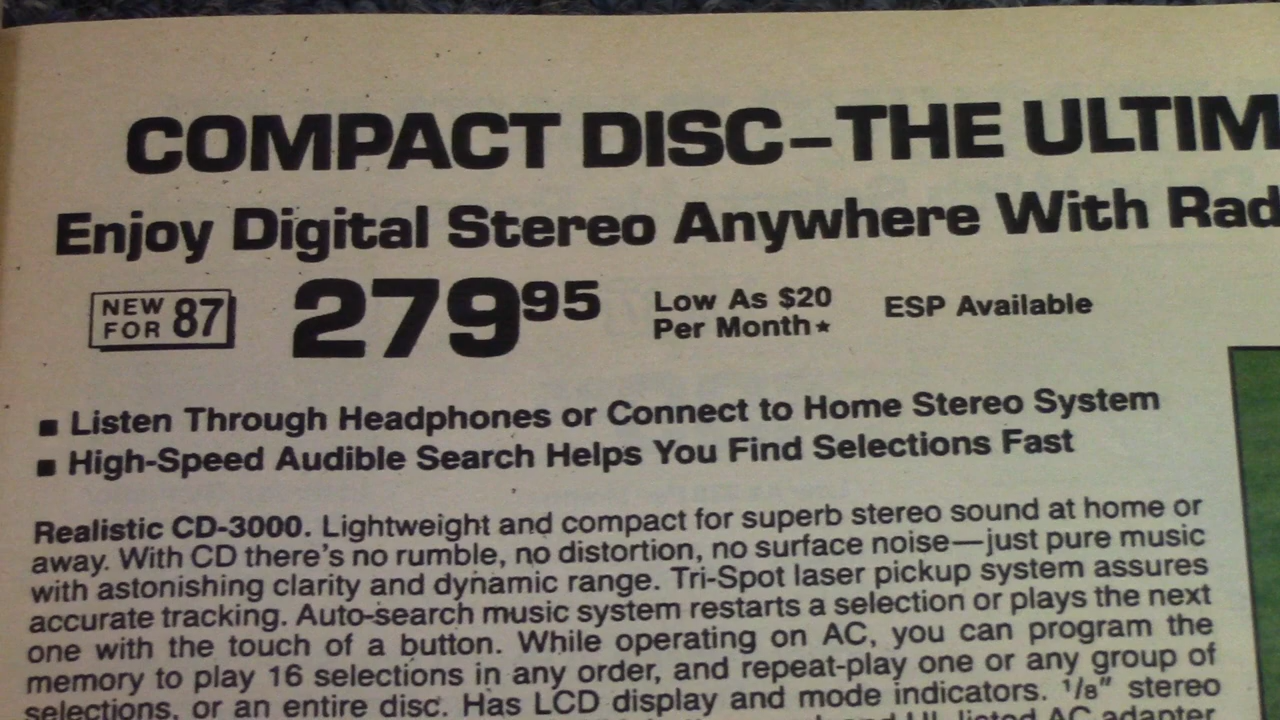 COMPACT DISC–THE ULTIM
Enjoy Digital Stereo Anywhere With Rad
NEW FOR 87
279 95
Low As $20
Per Month★
ESP Available
■ Listen Through Headphones or Connect to Home Stereo System
■ High-Speed Audible Search Helps You Find Selections Fast
Realistic CD-3000. Lightweight and compact for superb stereo sound at home or
away. With CD there's no rumble, no distortion, no surface noise—just pure music
with astonishing clarity and dynamic range. Tri-Spot laser pickup system assures
accurate tracking. Auto-search music system restarts a selection or plays the next
one with the touch of a button. While operating on AC, you can program the
memory to play 16 selections in any order, and repeat-play one or any group of
selections, or an entire disc. Has LCD display and mode indicators. 1/8" stereo
UL listed AC adapter